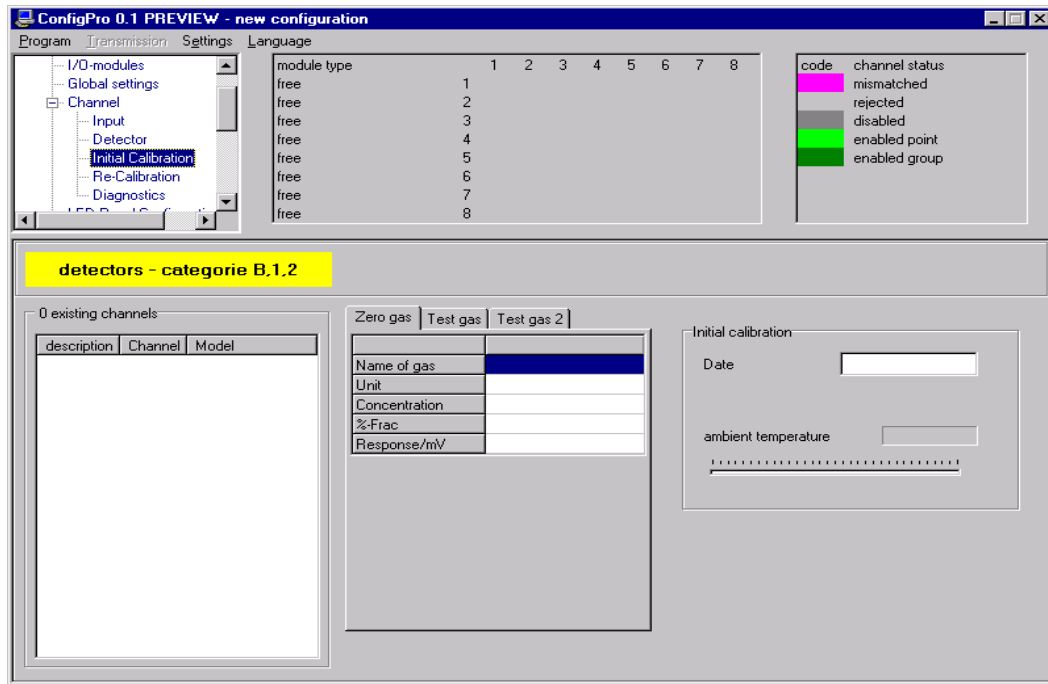 ConfigPro 0.1 PREVIEW - new configuration
Program Transmission Settings Language
I/O-modules
Global settings
Channel
Input
Detector
Initial Calibration
Re-Calibration
Diagnostics
module type 1 2 3 4 5 6 7 8
free 1
free 2
free 3
free 4
free 5
free 6
free 7
free 8
code channel status
mismatched
rejected
disabled
enabled point
enabled group
detectors - categorie B,1,2
0 existing channels
description Channel Model
Zero gas Test gas Test gas 2
Name of gas
Unit
Concentration
%-Frac
Response/mV
Initial calibration
Date
ambient temperature